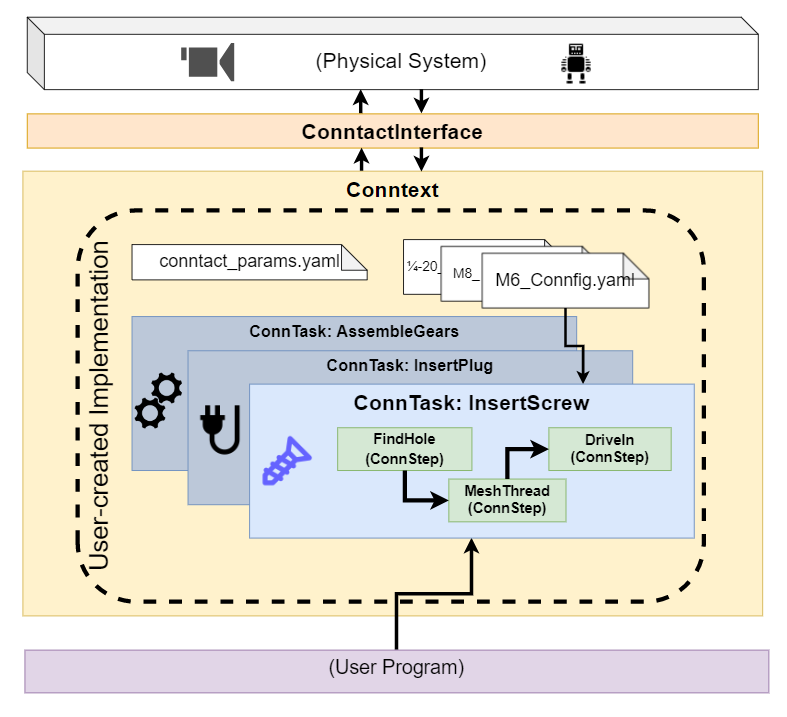 (Physical System)
ConntactInterface
Conntext
User-created Implementation
conntact_params.yaml
¼-20_
M8_
M6_Connfig.yaml
ConnTask: AssembleGears
ConnTask: InsertPlug
ConnTask: InsertScrew
FindHole
(ConnStep)
DriveIn
(ConnStep)
MeshThread
(ConnStep)
(User Program)